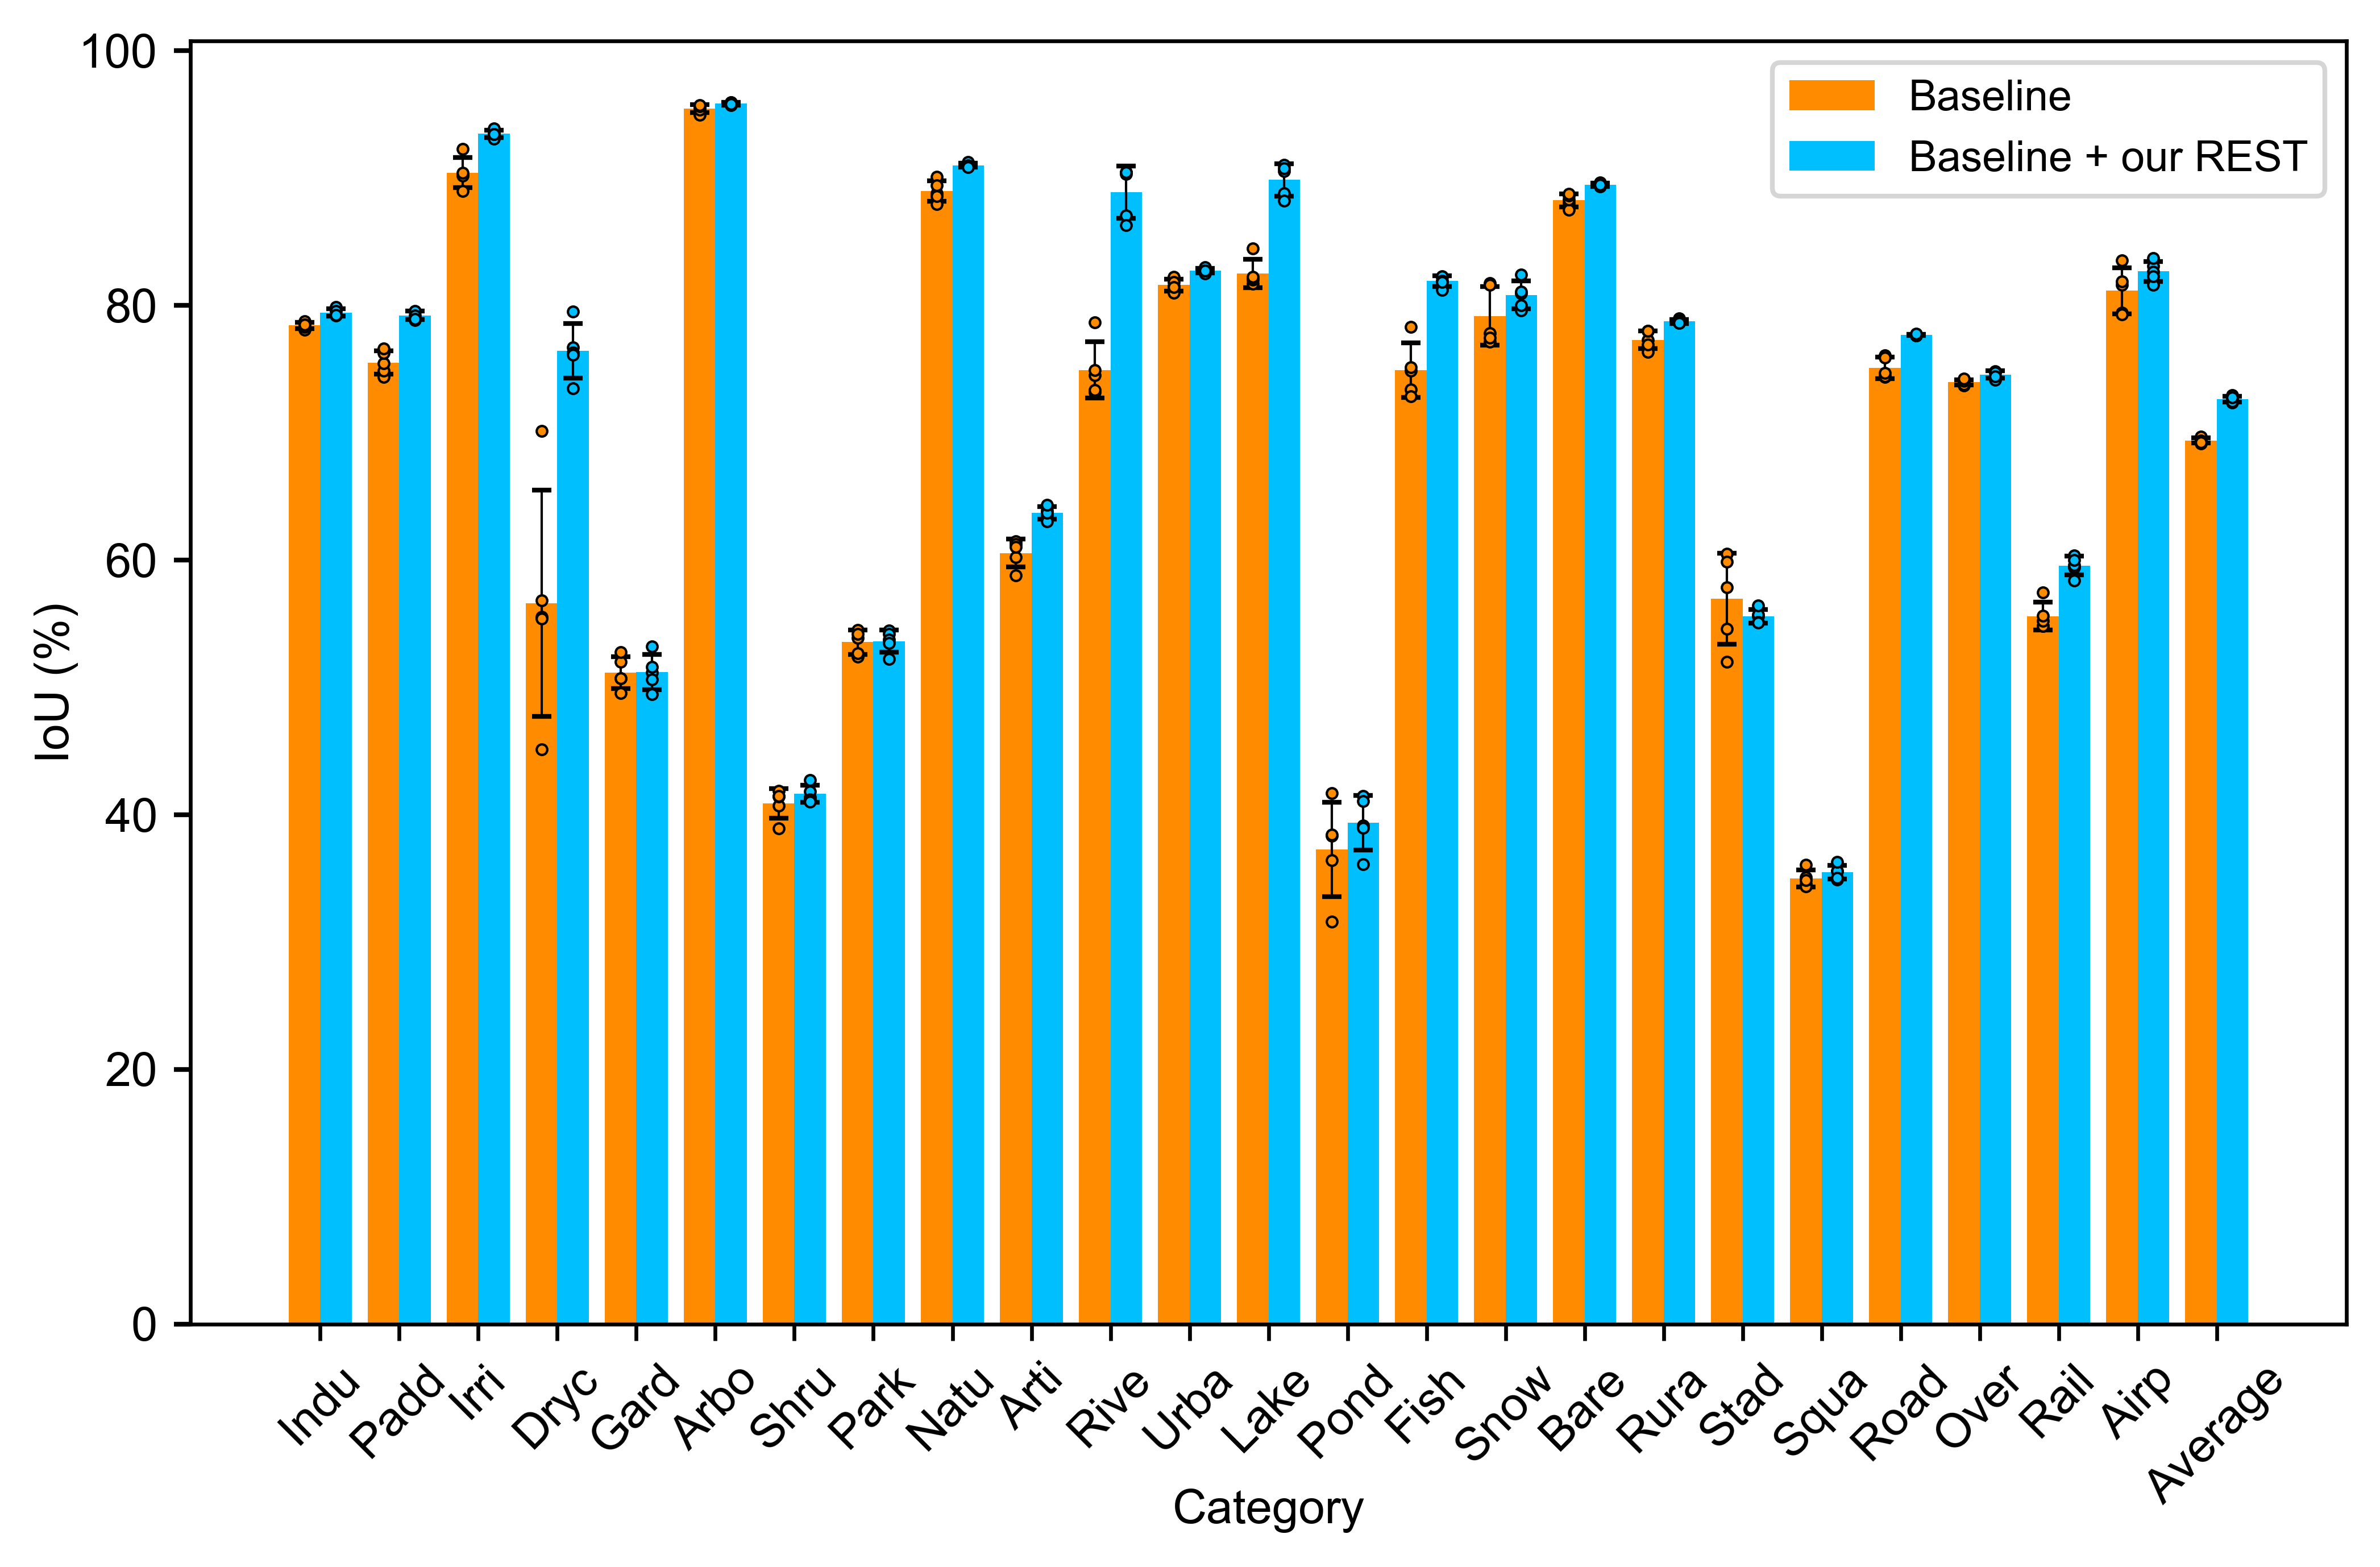 100
80
60
40
20
0
IoU (%)
Baseline
Baseline + our REST
Indu
Padd
Irri
Dryc
Gard
Arbo
Shru
Park
Natu
Arti
Rive
Urba
Lake
Pond
Fish
Snow
Bare
Rura
Stad
Squa
Road
Over
Rail
Airp
Average
Category